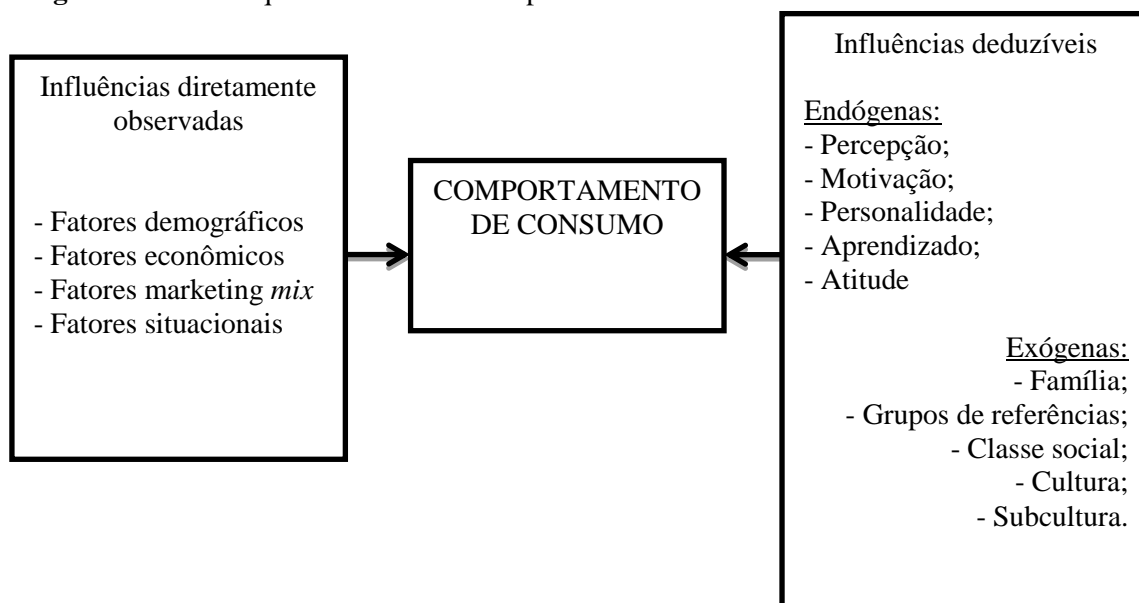 Influências diretamente
observadas
- Fatores demográficos
- Fatores econômicos
- Fatores marketing mix
- Fatores situacionais
COMPORTAMENTO
DE CONSUMO
Influências deduzíveis
Endógenas:
- Percepção;
- Motivação;
- Personalidade;
- Aprendizado;
- Atitude
Exógenas:
- Família;
- Grupos de referências;
- Classe social;
- Cultura;
- Subcultura.